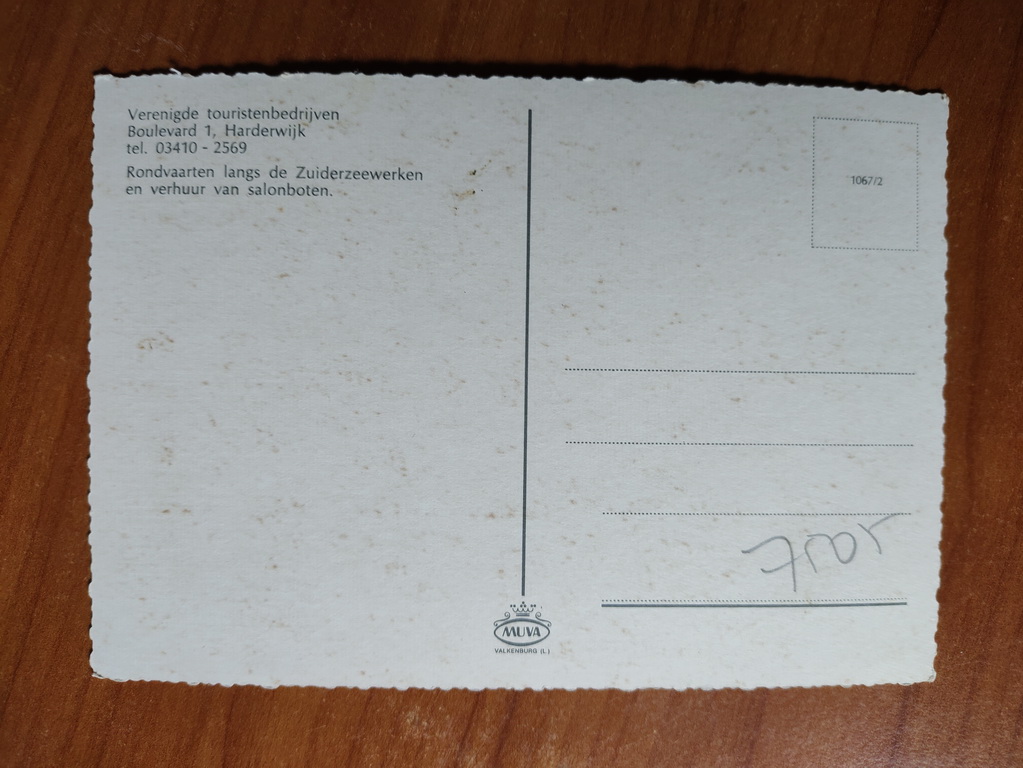 Verenigde touristenbedrijven
Boulevard 1, Harderwijk
tel. 03410 - 2569
Rondvaarten langs de Zuiderzeewerken
en verhuur van salonboten.
1067/2
MUVA
VALKENBURG (L.)